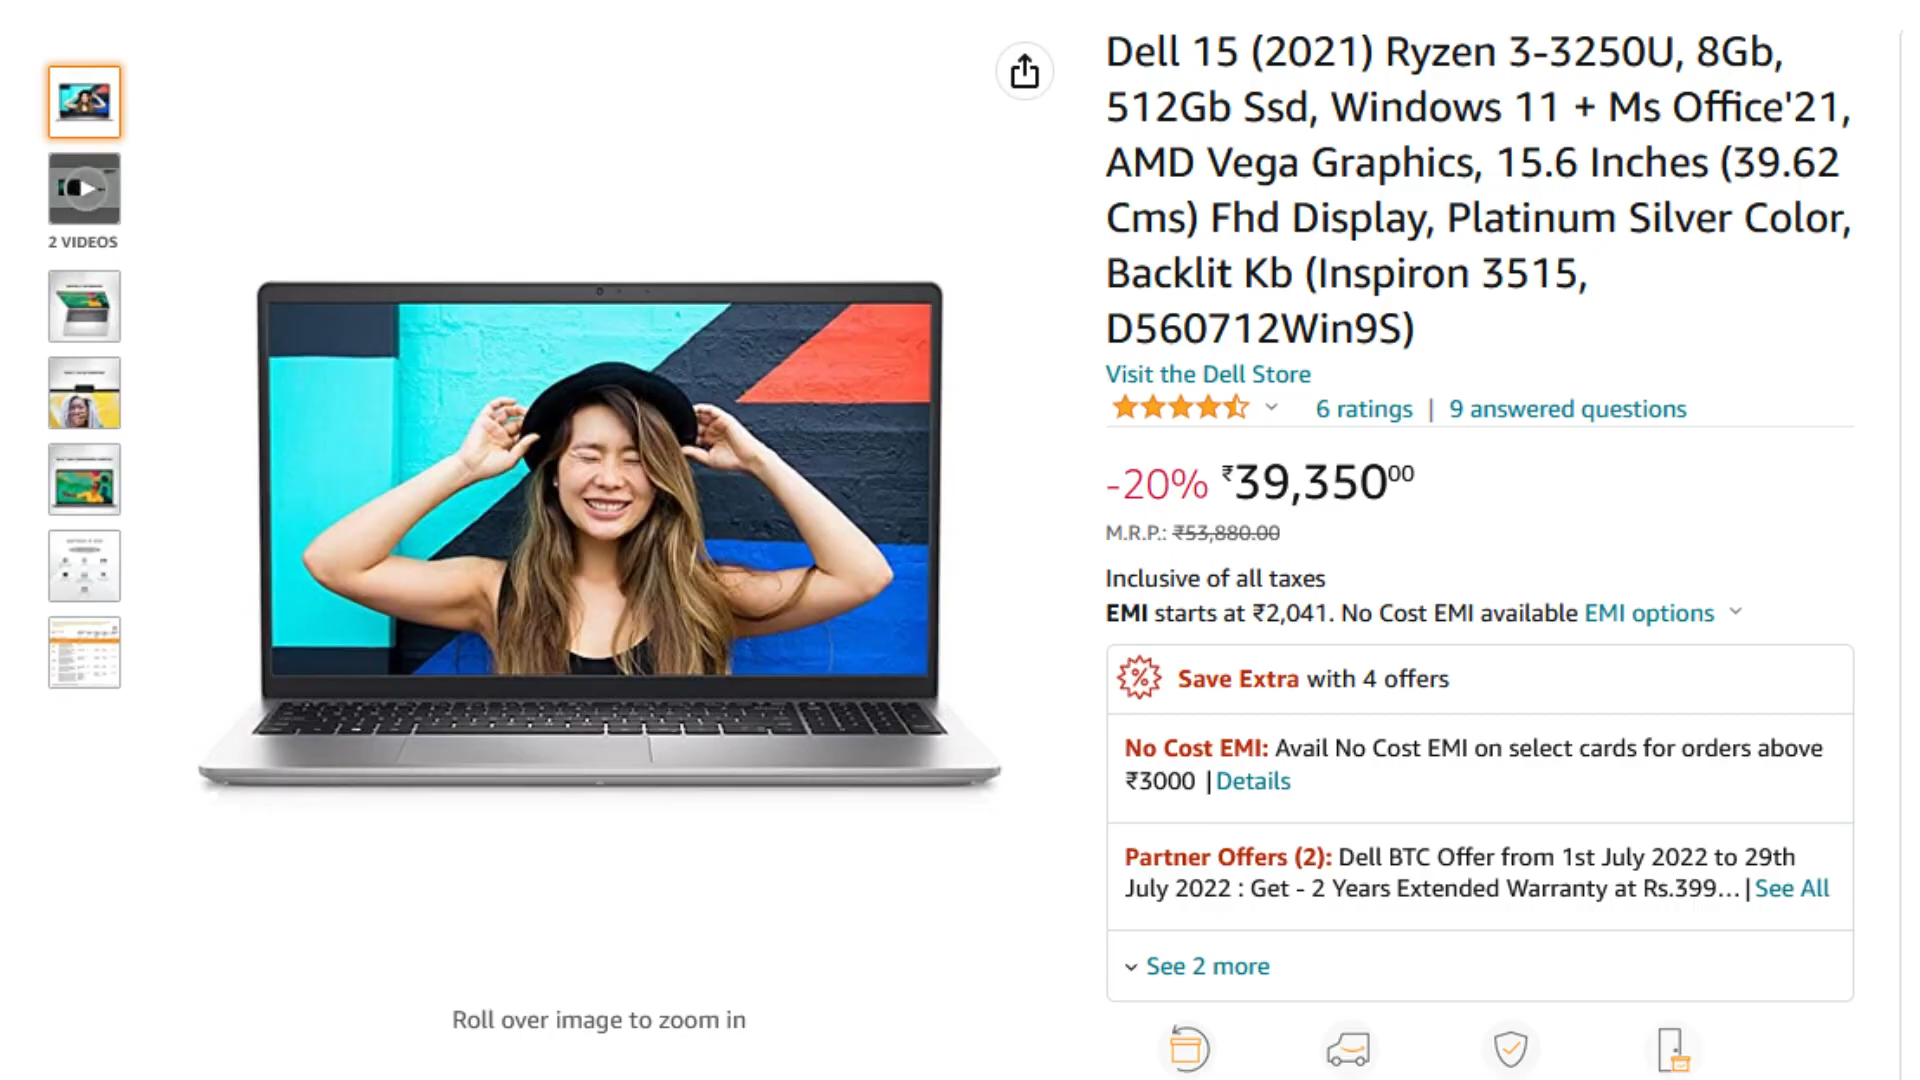 2 VIDEOS
Roll over image to zoom in
Dell 15 (2021) Ryzen 3-3250U, 8Gb,
512Gb Ssd, Windows 11 + Ms Office'21,
AMD Vega Graphics, 15.6 Inches (39.62
Cms) Fhd Display, Platinum Silver Color,
Backlit Kb (Inspiron 3515,
D560712Win9S)
Visit the Dell Store
6 ratings | 9 answered questions
-20% ₹39,350⁰⁰
M.R.P.: ₹53,880.00
Inclusive of all taxes
EMI starts at ₹2,041. No Cost EMI available EMI options
% Save Extra with 4 offers
No Cost EMI: Avail No Cost EMI on select cards for orders above
₹3000 | Details
Partner Offers (2): Dell BTC Offer from 1st July 2022 to 29th
July 2022 : Get - 2 Years Extended Warranty at Rs.399... | See All
See 2 more